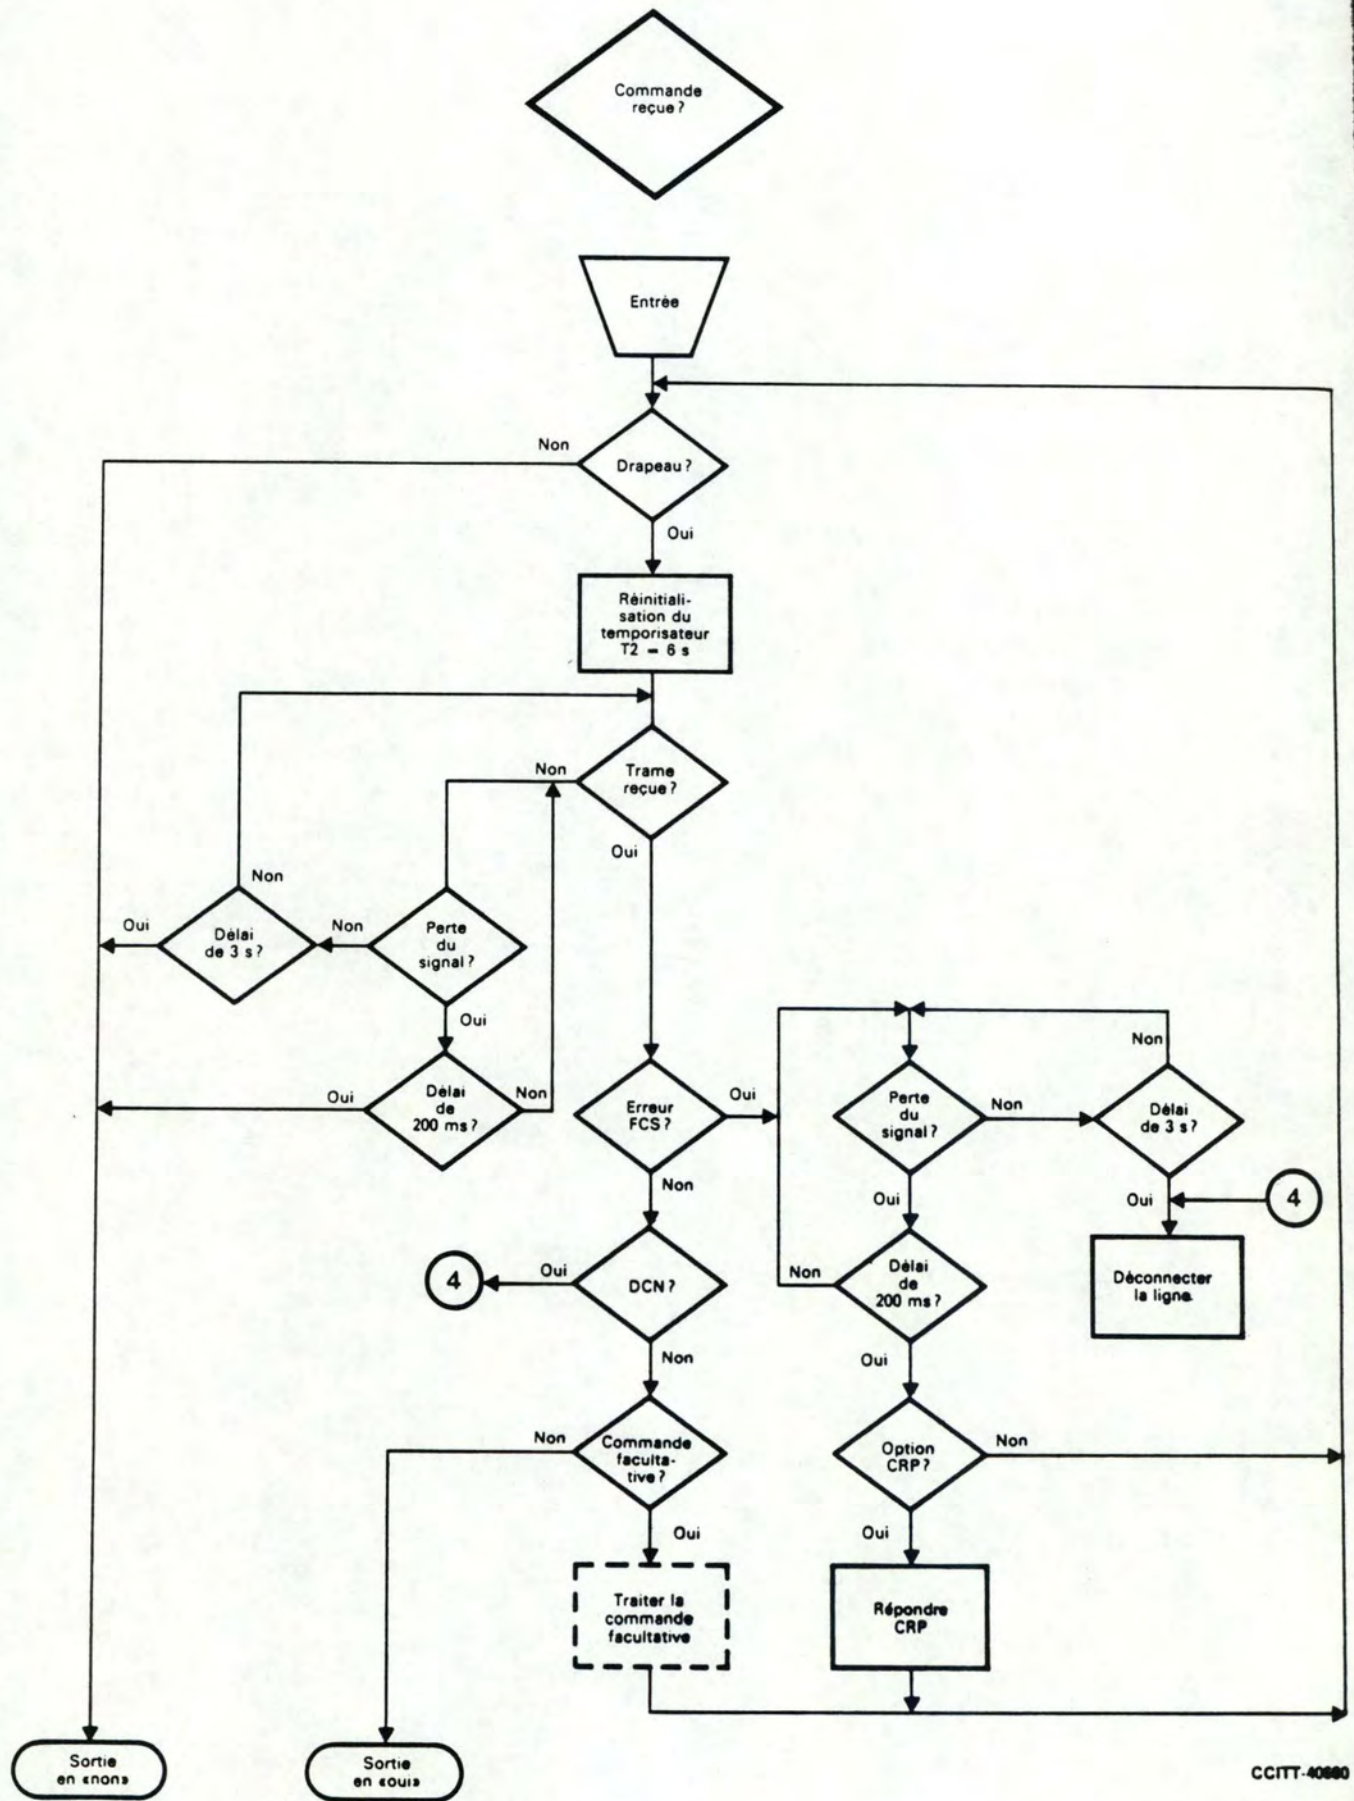 Commande
reçue ?
Entrée
Non
Drapeau ?
Oui
Réinitiali-
sation du
temporisateur
T2 = 6 s
Non
Trame
reçue ?
Oui
Non
Oui
Délai
de 3 s ?
Non
Perte
du
signal ?
Oui
Oui
Délai
de
200 ms ?
Non
Erreur
FCS ?
Oui
Perte
du
signal ?
Non
Non
Délai
de 3 s ?
Non
Oui
Oui
4
4
Oui
DCN ?
Non
Délai
de
200 ms ?
Déconnecter
la ligne
Non
Oui
Non
Commande
faculta-
tive ?
Option
CRP ?
Non
Oui
Oui
Traiter la
commande
facultative
Répondre
CRP
Sortie
en «non»
Sortie
en «oui»